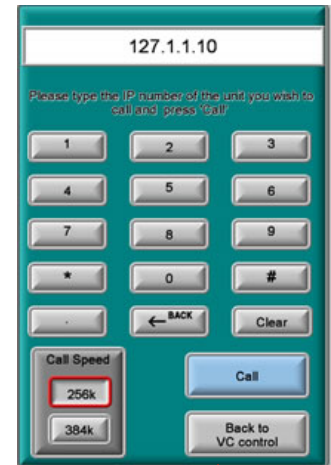 127.1.1.10
Please type the IP number of the unit you wish to
call and press 'Call'
1 2 3
4 5 6
7 8 9
* 0 #
. ← BACK Clear
Call Speed
256k
384k
Call
Back to
VC control